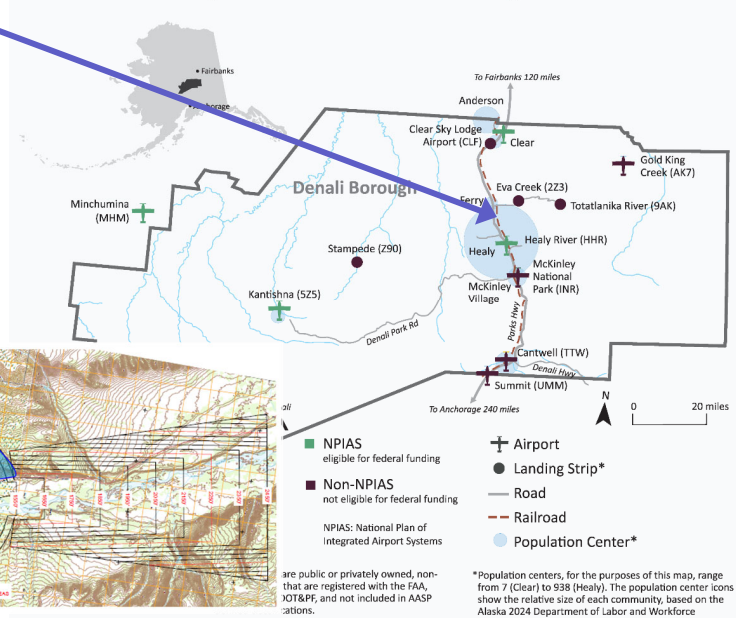 Fairbanks
To Fairbanks 120 miles
Anderson
Clear Sky Lodge
Airport (CLF)
Clear
Gold King
Creek (AK7)
Denali Borough
Eva Creek (2Z3)
Ferry
Totatlanika River (9AK)
Minchumina
(MHM)
Stampede (Z90)
Healy River (HHR)
Healy
McKinley
National
Park (INR)
McKinley
Village
Kantishna (5Z5)
Denali Park Rd
Parks Hwy
Cantwell (TTW)
Denali Hwy
Summit (UMM)
To Anchorage 240 miles
N
0 20 miles
NPIAS
eligible for federal funding
Non-NPIAS
not eligible for federal funding
NPIAS: National Plan of
Integrated Airport Systems
Airport
Landing Strip*
Road
Railroad
Population Center*
are public or privately owned, non-
that are registered with the FAA,
DOT&PF, and not included in AASP
*Population centers, for the purposes of this map, range
from 7 (Clear) to 938 (Healy). The population center icons
show the relative size of each community, based on the
Alaska 2024 Department of Labor and Workforce